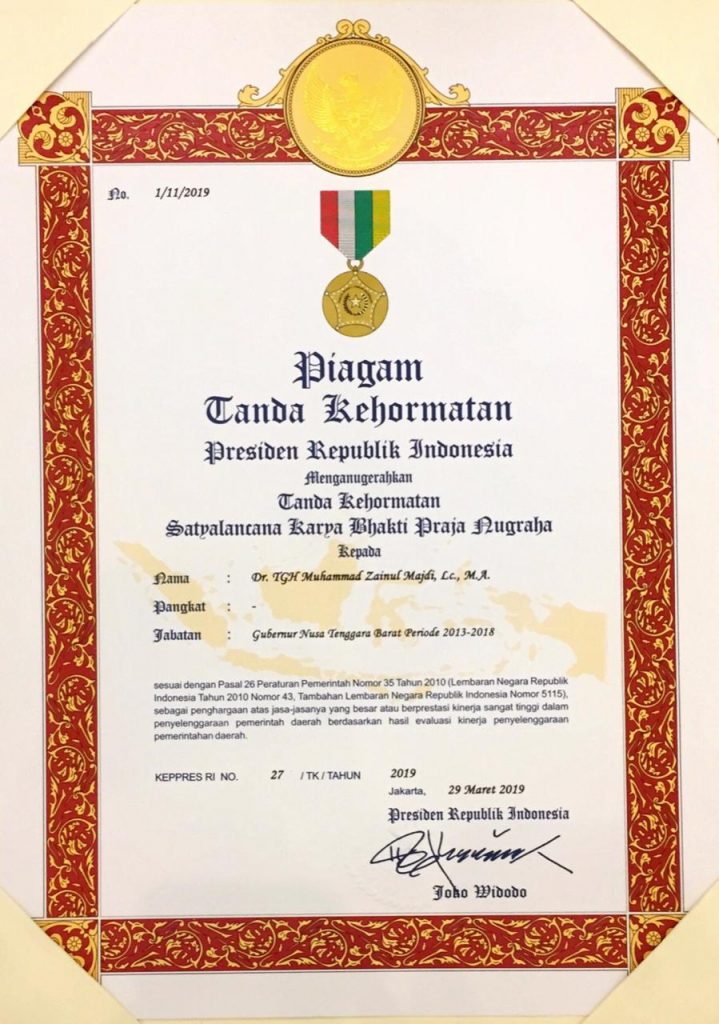 No. 1/11/2019
Piagam
Tanda Kehormatan
Presiden Republik Indonesia
Menganugerahkan
Tanda Kehormatan
Satyalancana Karya Bhakti Praja Nugraha
Kepada
Nama : Dr. TGH Muhammad Zainul Majdi, Lc., M.A.
Pangkat : -
Jabatan : Gubernur Nusa Tenggara Barat Periode 2013-2018
sesuai dengan Pasal 26 Peraturan Pemerintah Nomor 35 Tahun 2010 (Lembaran Negara Republik
Indonesia Tahun 2010 Nomor 43, Tambahan Lembaran Negara Republik Indonesia Nomor 5115),
sebagai penghargaan atas jasa-jasanya yang besar atau berprestasi kinerja sangat tinggi dalam
penyelenggaraan pemerintah daerah berdasarkan hasil evaluasi kinerja penyelenggaraan
pemerintahan daerah.
KEPPRES RI NO. 27 / TK / TAHUN 2019
Jakarta, 29 Maret 2019
Presiden Republik Indonesia
Joko Widodo